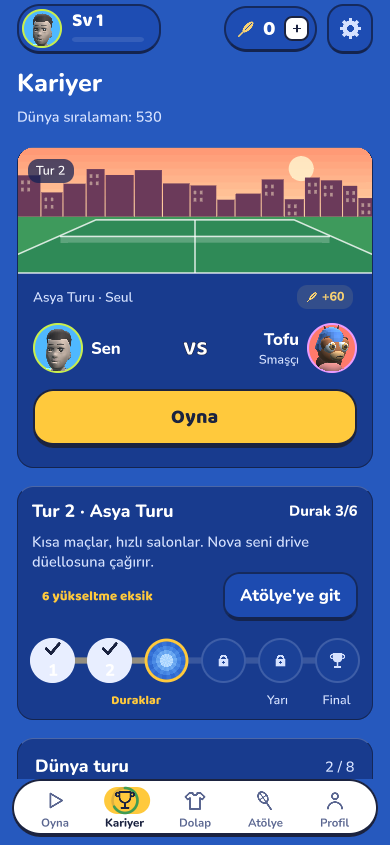 Sv 1
0
+
Kariyer
Dünya sıralaman: 530
Tur 2
Asya Turu · Seul
+60
Sen
VS
Tofu
Smaşçı
Oyna
Tur 2 · Asya Turu
Durak 3/6
Kısa maçlar, hızlı salonlar. Nova seni drive
düellosuna çağırır.
6 yükseltme eksik
Atölye'ye git
1
2
Duraklar
Yarı
Final
Dünya turu
2 / 8
Oyna
Kariyer
Dolap
Atölye
Profil